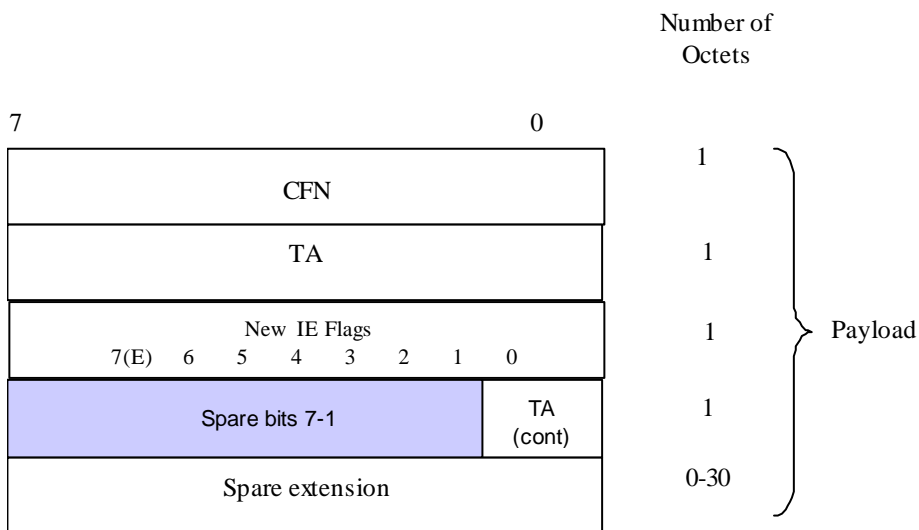 Number of
Octets
7 0
CFN 1
TA 1
New IE Flags
7(E) 6 5 4 3 2 1 0
1
Payload
Spare bits 7-1
TA
(cont)
1
Spare extension 0-30